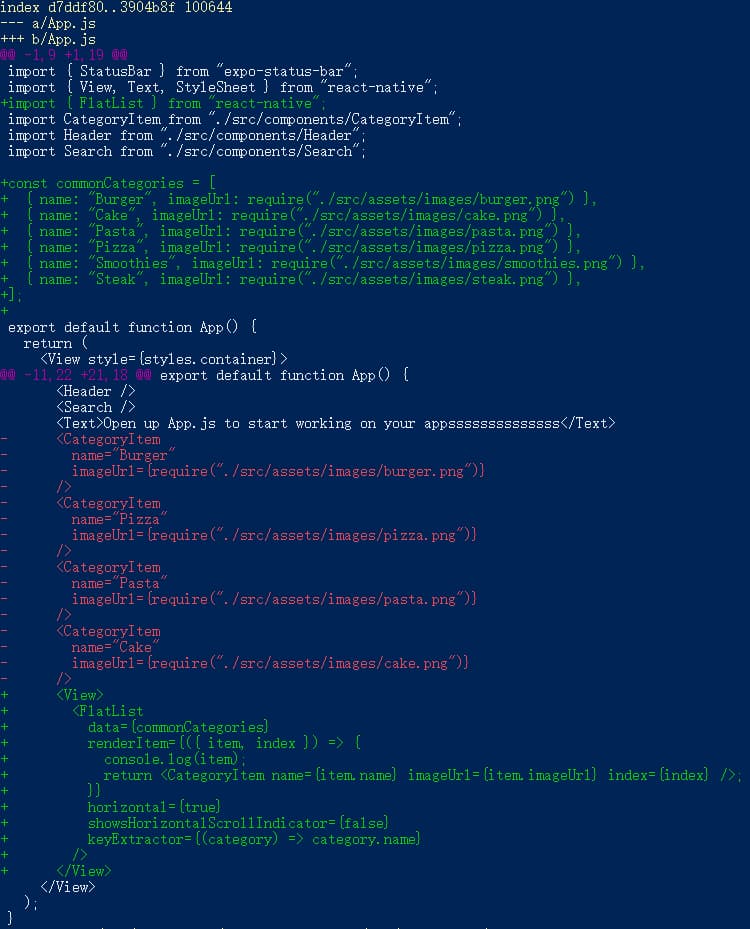 index d7ddf80..3904b8f 100644
--- a/App.js
+++ b/App.js
@@ -1,9 +1,19 @@
 import { StatusBar } from "expo-status-bar";
 import { View, Text, StyleSheet } from "react-native";
+import { FlatList } from "react-native";
 import CategoryItem from "./src/components/CategoryItem";
 import Header from "./src/components/Header";
 import Search from "./src/components/Search";

+const commonCategories = [
+  { name: "Burger", imageUrl: require("./src/assets/images/burger.png") },
+  { name: "Cake", imageUrl: require("./src/assets/images/cake.png") },
+  { name: "Pasta", imageUrl: require("./src/assets/images/pasta.png") },
+  { name: "Pizza", imageUrl: require("./src/assets/images/pizza.png") },
+  { name: "Smoothies", imageUrl: require("./src/assets/images/smoothies.png") },
+  { name: "Steak", imageUrl: require("./src/assets/images/steak.png") },
+];
+
 export default function App() {
   return (
     <View style={styles.container}>
@@ -11,22 +21,18 @@ export default function App() {
       <Header />
       <Search />
       <Text>Open up App.js to start working on your appsssssssssssssss</Text>
-      <CategoryItem
-        name="Burger"
-        imageUrl={require("./src/assets/images/burger.png")}
-      />
-      <CategoryItem
-        name="Pizza"
-        imageUrl={require("./src/assets/images/pizza.png")}
-      />
-      <CategoryItem
-        name="Pasta"
-        imageUrl={require("./src/assets/images/pasta.png")}
-      />
-      <CategoryItem
-        name="Cake"
-        imageUrl={require("./src/assets/images/cake.png")}
-      />
+      <View>
+        <FlatList
+          data={commonCategories}
+          renderItem={({ item, index }) => {
+            console.log(item);
+            return <CategoryItem name={item.name} imageUrl={item.imageUrl} index={index} />;
+          }}
+          horizontal={true}
+          showsHorizontalScrollIndicator={false}
+          keyExtractor={(category) => category.name}
+        />
+      </View>
     </View>
   );
 }